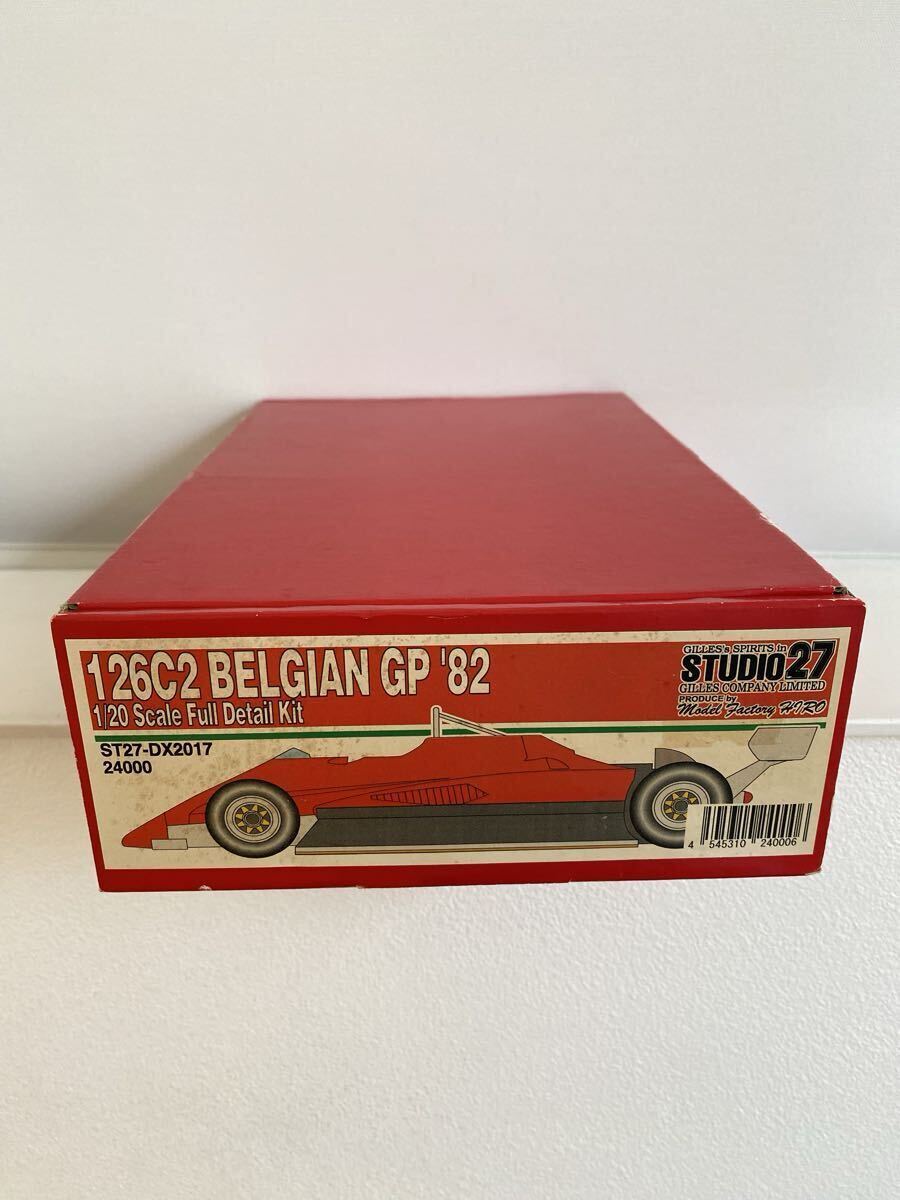 126C2 BELGIAN GP '82
1/20 Scale Full Detail Kit
ST27-DX2017
24000
GILLES's SPIRITS in
STUDIO27
GILLES COMPANY LIMITED
PRODUCE by
Model Factory HIRO
4 545310 240006